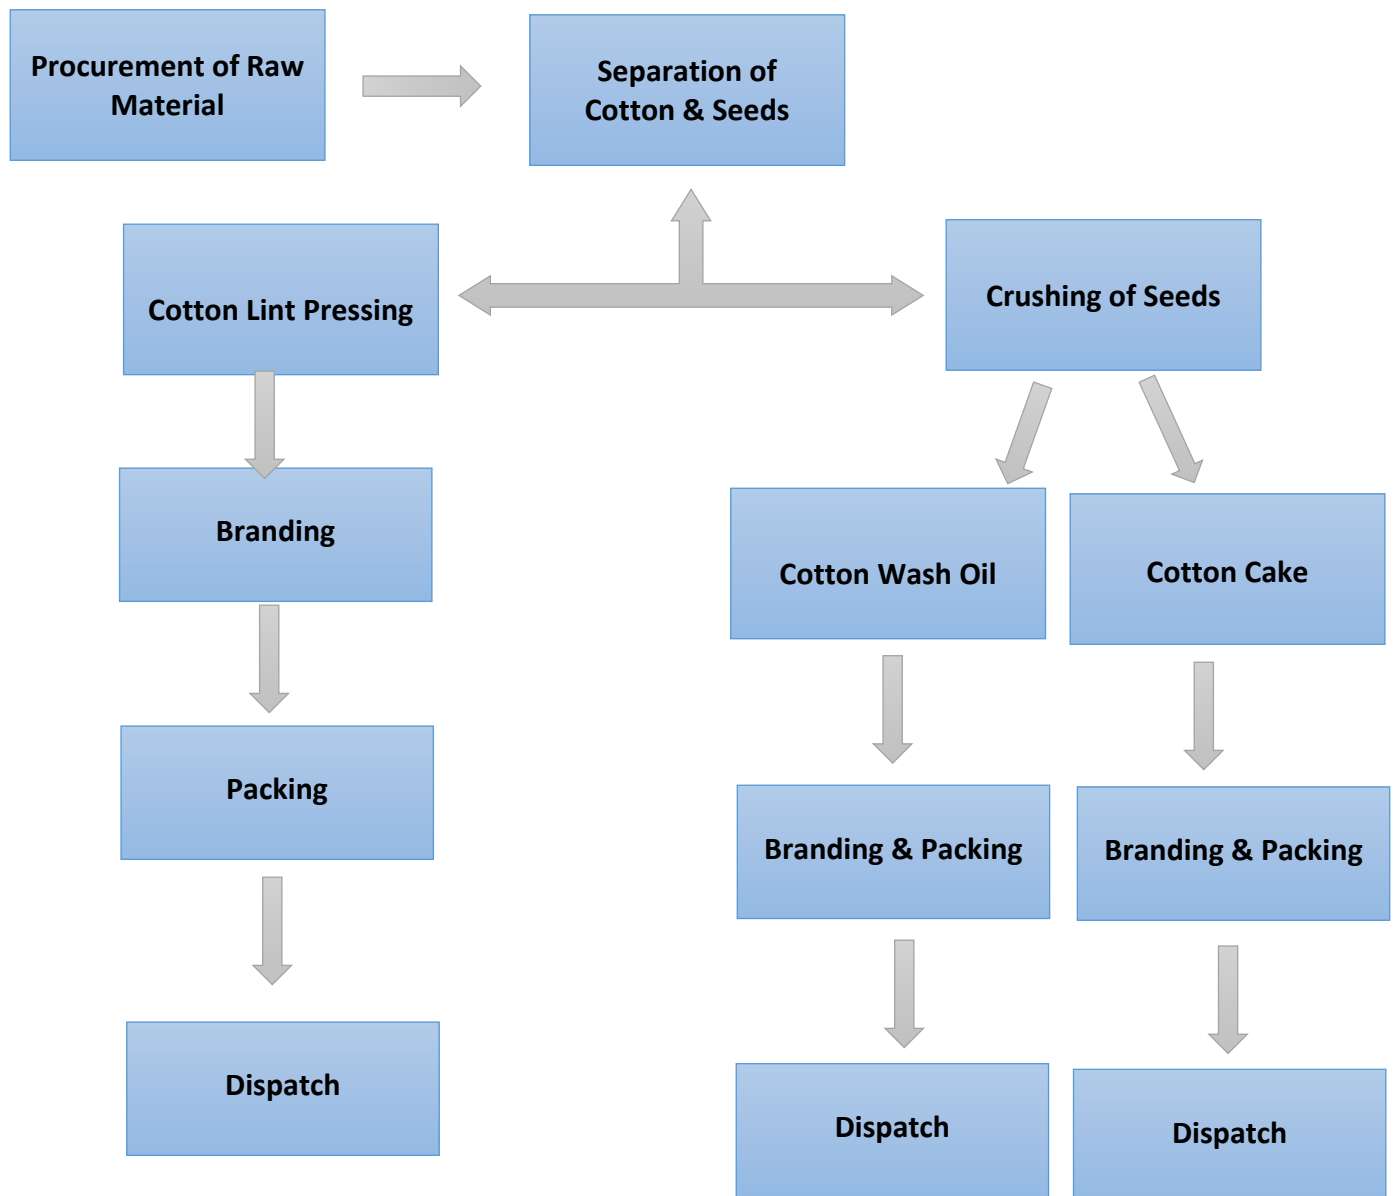 Procurement of Raw
Material
Separation of
Cotton & Seeds
Cotton Lint Pressing
Crushing of Seeds
Branding
Cotton Wash Oil
Cotton Cake
Packing
Branding & Packing
Branding & Packing
Dispatch
Dispatch
Dispatch